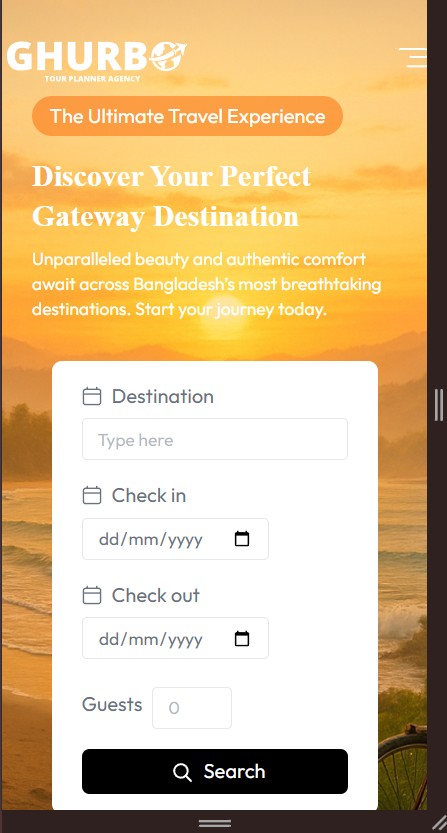 GHURBO
TOUR PLANNER AGENCY
The Ultimate Travel Experience
Discover Your Perfect
Gateway Destination
Unparalleled beauty and authentic comfort
await across Bangladesh's most breathtaking
destinations. Start your journey today.
Destination
Type here
Check in
dd/mm/yyyy
Check out
dd/mm/yyyy
Guests 0
Search